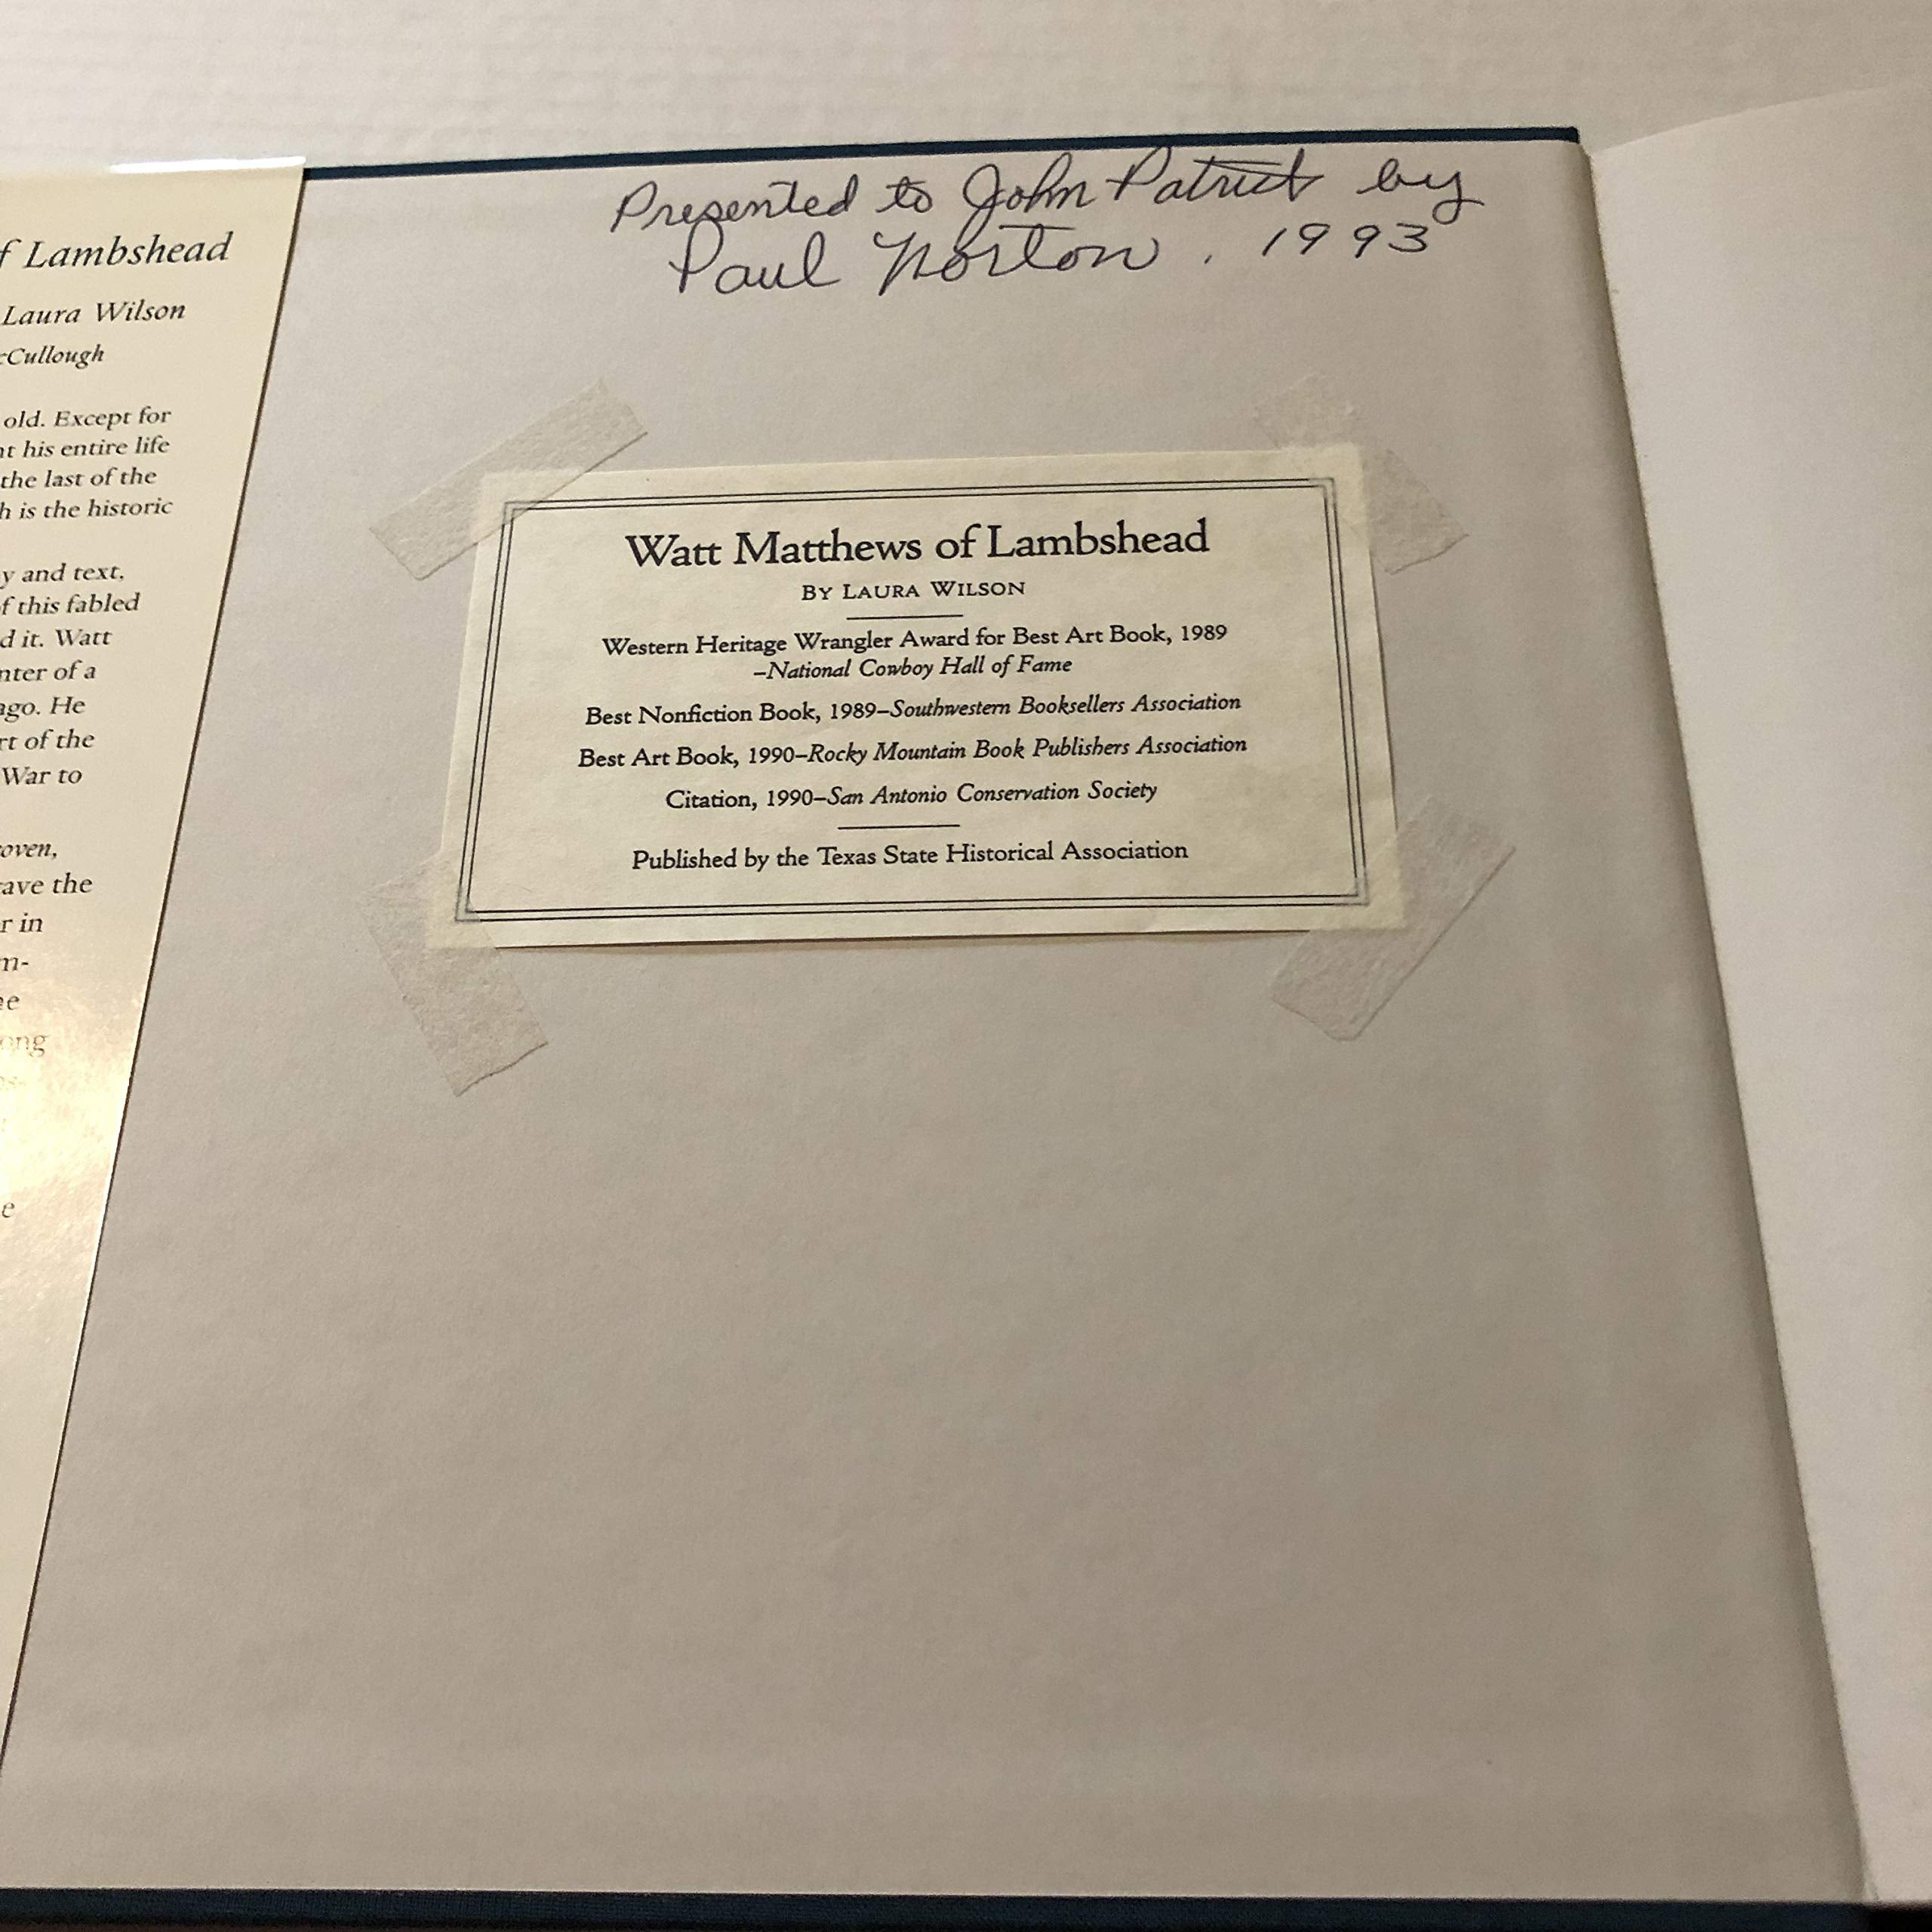 Presented to John Patrick by
Paul Norton. 1993
f Lambshead
Laura Wilson
cCullough
old. Except for
nt his entire life
the last of the
h is the historic
y and text,
f this fabled
d it. Watt
nter of a
ago. He
rt of the
War to
oven,
rave the
r in
m-
ne
ong
e
Watt Matthews of Lambshead
BY LAURA WILSON
Western Heritage Wrangler Award for Best Art Book, 1989
–National Cowboy Hall of Fame
Best Nonfiction Book, 1989–Southwestern Booksellers Association
Best Art Book, 1990–Rocky Mountain Book Publishers Association
Citation, 1990–San Antonio Conservation Society
Published by the Texas State Historical Association